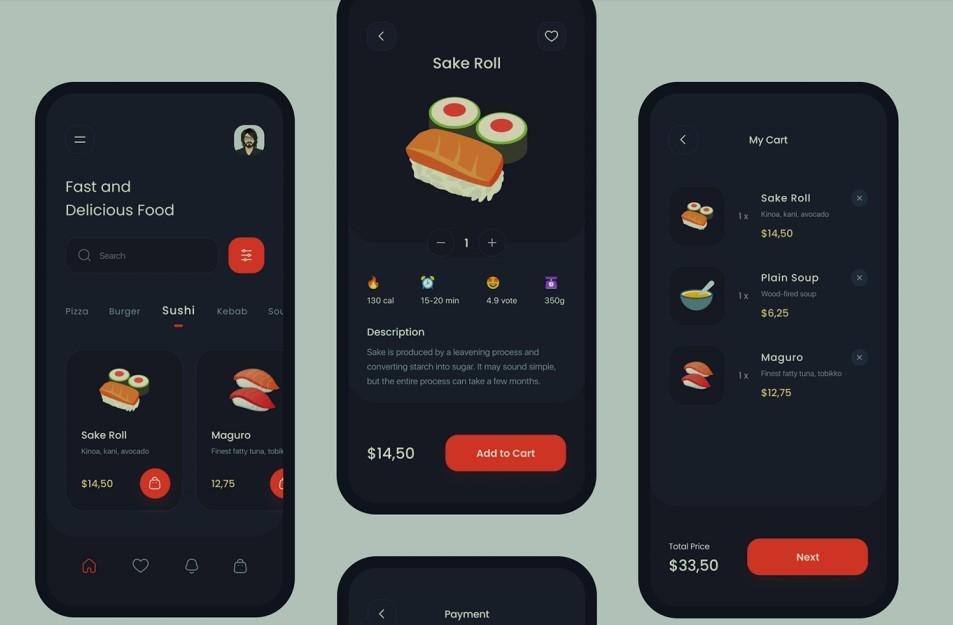 Fast and
Delicious Food
Search
Pizza Burger Sushi Kebab Sou
Sake Roll
Kinoa, kani, avocado
$14,50
Maguro
Finest fatty tuna, tobik
12,75
Sake Roll
1
130 cal 15-20 min 4.9 vote 350g
Description
Sake is produced by a leavening process and
converting starch into sugar. It may sound simple,
but the entire process can take a few months.
$14,50 Add to Cart
Payment
My Cart
1 x
Sake Roll
Kinoa, kani, avocado
$14,50
1 x
Plain Soup
Wood-fired soup
$6,25
1 x
Maguro
Finest fatty tuna, tobikko
$12,75
Total Price
$33,50
Next